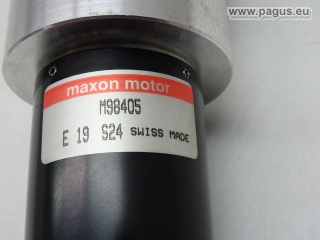 © www.pagus.eu
maxon motor
M98405
E 19 S24 SWISS MADE